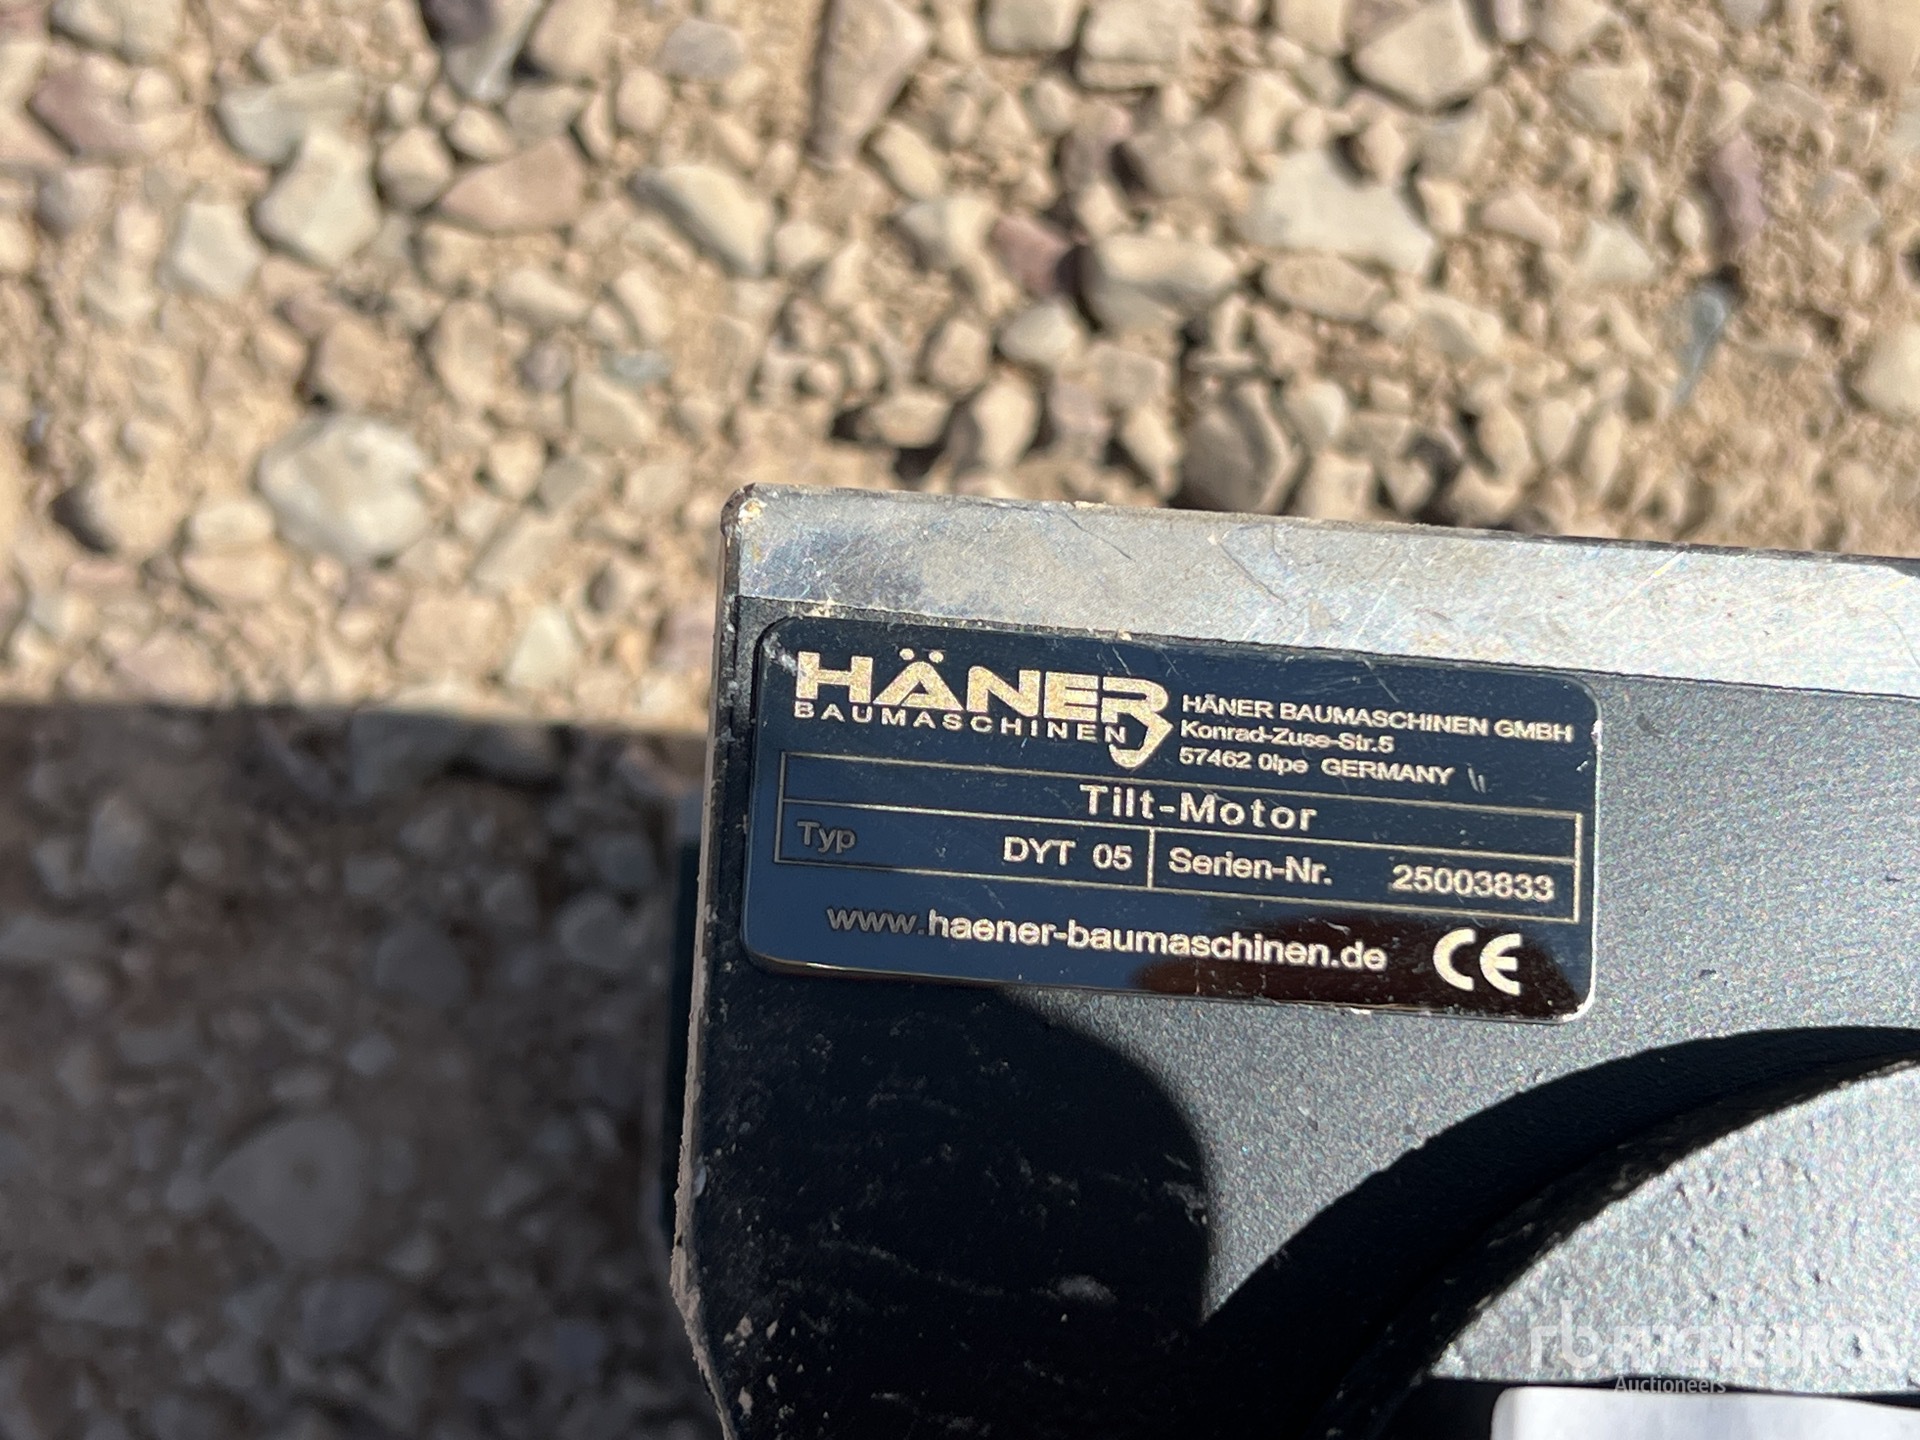 HÄNER
BAUMASCHINEN
HÄNER BAUMASCHINEN GMBH
Konrad-Zuse-Str.5
57462 Olpe GERMANY
Tilt-Motor
Typ DYT 05 Serien-Nr. 25003833
www.haener-baumaschinen.de CE
rb RITCHIE BROS.
Auctioneers